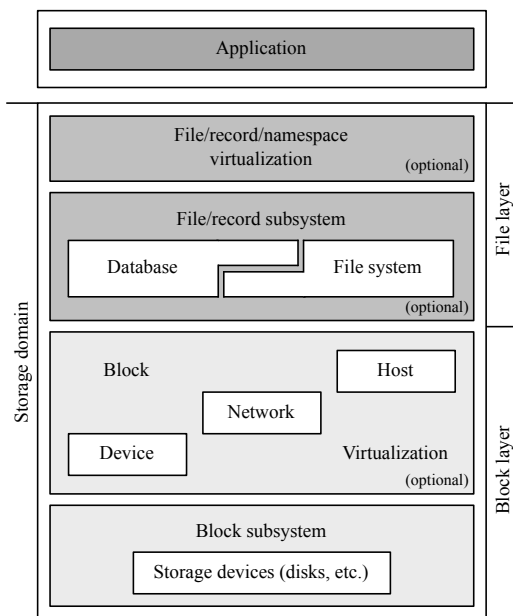 Application
File/record/namespace
virtualization
(optional)
File/record subsystem
Database
File system
(optional)
Block
Host
Network
Device
Virtualization
(optional)
Block subsystem
Storage devices (disks, etc.)
Storage domain
File layer
Block layer